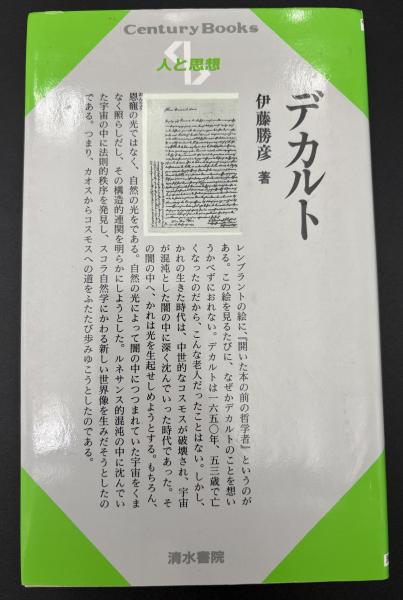 Century Books
人と思想
デカルト
伊藤勝彦 著
レンブラントの絵に、『開いた本の前の哲学者』というのが
ある。この絵を見るたびに、なぜかデカルトのことを想い
うかべずにおれない。デカルトは一六五〇年、五三歳で亡
くなったのだから、こんな老人だったことはない。しかし、
かれの生きた時代は、中世的なコスモスが破壊され、宇宙
が混沌とした闇の中に深く沈んでいった時代であった。そ
の闇の中へ、かれは光を生起せしめようとする。もちろん、
恩寵の光ではなく、自然の光をである。自然の光によって闇の中につつまれていた宇宙をくま
なく照らしだし、その構造的連関を明らかにしようとした。ルネサンス的混沌の中に沈んでい
た宇宙の中に法則的秩序を発見し、スコラ自然学にかわる新しい世界像を生みだそうとしたの
である。つまり、カオスからコスモスへの道をふたたび歩みゆこうとしたのである。
清水書院